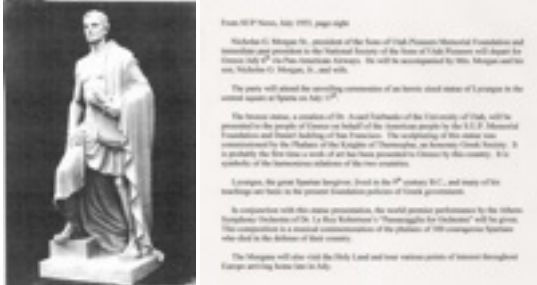 From SUP News, July 1955, page eight
Nicholas G. Morgan Sr., president of the Sons of Utah Pioneers Memorial Foundation and
immediate past president to the National Society of the Sons of Utah Pioneers will depart for
Greece July 6th via Pan American Airways. He will be accompanied by Mrs. Morgan and his
son, Nicholas G. Morgan, Jr., and wife.
The party will attend the unveiling ceremonies of an heroic sized statue of Lycurgus in the
central square at Sparta on July
The bronze statue, a creation of Dr. Avard Fairbanks of the University of Utah, will be
presented to the people of Greece on behalf of the American people by the S.U.P. Memorial
Foundation and Daniel of San Francisco. The sculpturing of this statue was
commissioned by the Phalanx of the Knights of Thermopylae, an honorary Greek Society. It
is probably the first time a work of art has been presented to Greece by this country. It is
symbolic of the harmonious relations of the two countries.
Lycurgus, the great Spartan lawgiver, lived in the 9th century B.C., and many of his
teachings are basic in the present foundation policies of Greek government.
In conjunction with this statue presentation, the world premier performance by the Athens
Symphony Orchestra of Dr. Le Roy Robertson's "Passacaglia for Orchestra" will be given.
This composition is a musical commemoration of the phalanx of 300 courageous Spartans
who died in the defense of their country.
The Morgans will also visit the Holy Land and tour various points of interest throughout
Europe arriving home late in July.